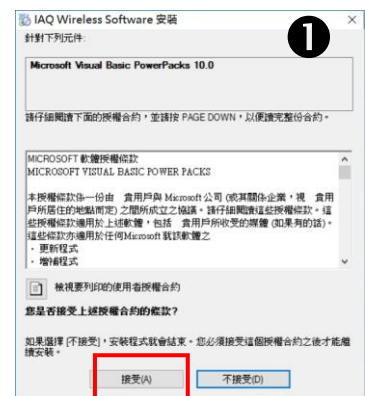 IAQ Wireless Software 安裝
1
針對下列元件:
Microsoft Visual Basic PowerPacks 10.0
請仔細閱讀下面的授權合約，並請按 PAGE DOWN，以便讀完整份合約。
MICROSOFT 軟體授權條款
MICROSOFT VISUAL BASIC POWER PACKS
本授權條款係一份由 貴用戶與 Microsoft 公司 (或其關係企業，視 貴用
戶所居住的地點而定) 之間所成立之協議。請仔細閱讀這些授權條款。這
些授權條款適用於上述軟體，包括 貴用戶所收受的媒體 (如果有的話)。
這些條款亦適用於任何Microsoft 就該軟體之
· 更新程式
· 增補程式
檢視要列印的使用者授權合約
您是否接受上述授權合約的條款?
如果選擇 [不接受]，安裝程式就會結束。您必須接受這個授權合約之後才能繼
續安裝。
接受(A)
不接受(D)